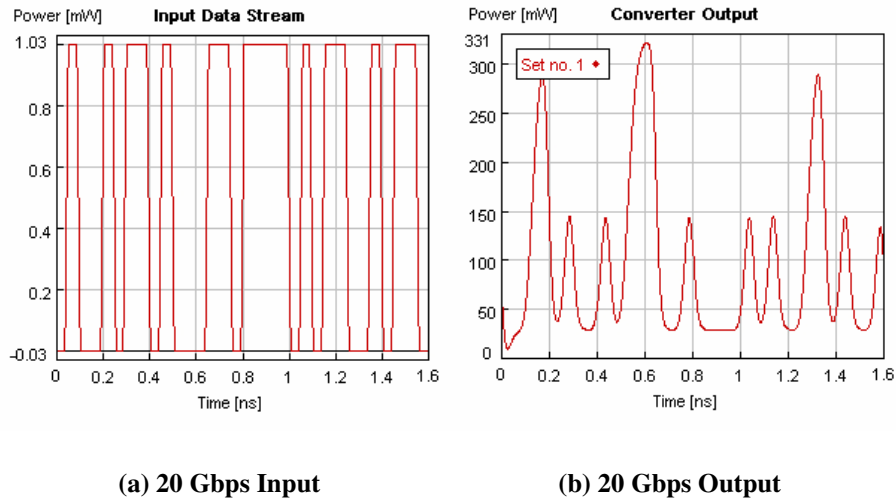 Power [mW] Input Data Stream
1.03
0.8
0.6
0.4
0.2
-0.03
0 0.2 0.4 0.6 0.8 1 1.2 1.4 1.6
Time [ns]
(a) 20 Gbps Input
Power [mW] Converter Output
331
300
250
200
150
100
50
0
Set no. 1
0 0.2 0.4 0.6 0.8 1 1.2 1.4 1.6
Time [ns]
(b) 20 Gbps Output